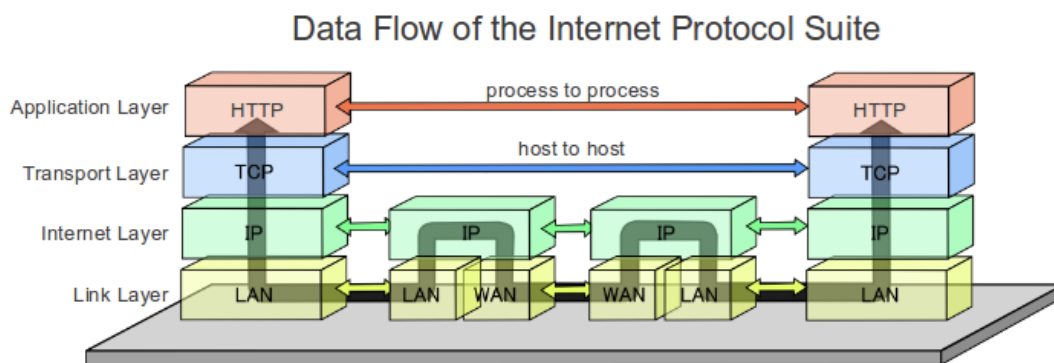 Data Flow of the Internet Protocol Suite
Application Layer HTTP process to process HTTP
Transport Layer TCP host to host TCP
Internet Layer IP IP IP IP
Link Layer LAN LAN WAN WAN LAN LAN